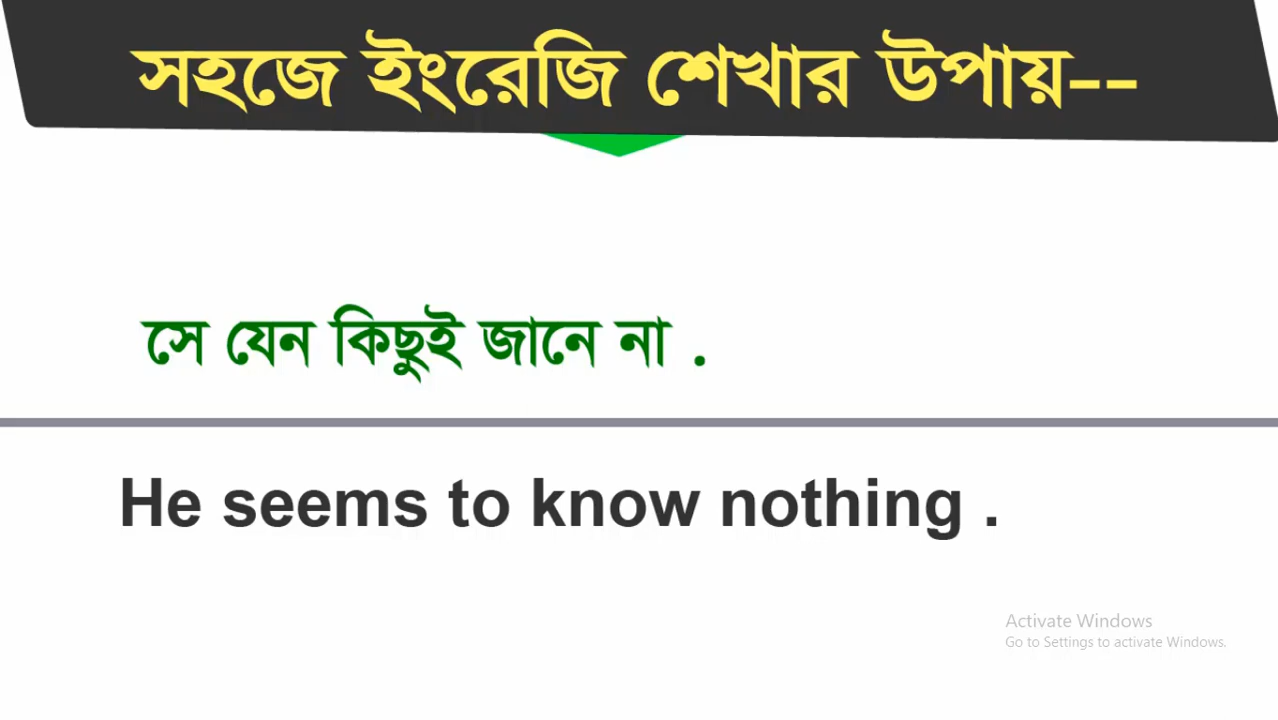 সহজে ইংরেজি শেখার উপায়--
সে যেন কিছুই জানে না .
He seems to know nothing .
Activate Windows
Go to Settings to activate Windows.